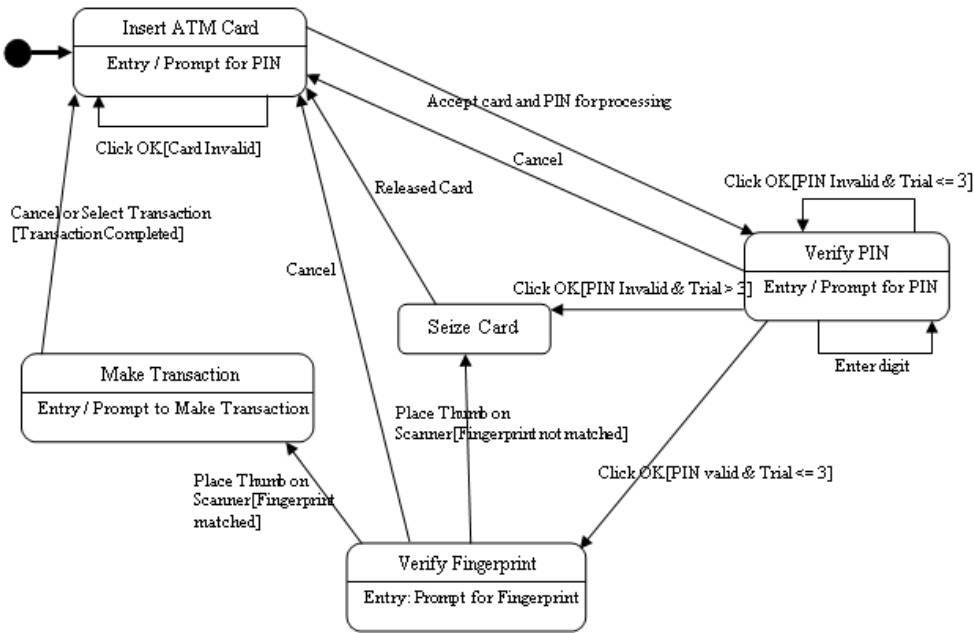 Insert ATM Card
Entry / Prompt for PIN
Accept card and PIN for processing
Click OK[Card Invalid]
Cancel
Click OK[PIN Invalid & Trial <= 3]
Released Card
Cancel or Select Transaction
[Transaction Completed]
Verify PIN
Entry / Prompt for PIN
Cancel
Click OK[PIN Invalid & Trial > 3]
Seize Card
Enter digit
Make Transaction
Entry / Prompt to Make Transaction
Place Thumb on
Scanner[Fingerprint not matched]
Click OK[PIN valid & Trial <= 3]
Place Thumb on
Scanner[Fingerprint
matched]
Verify Fingerprint
Entry: Prompt for Fingerprint